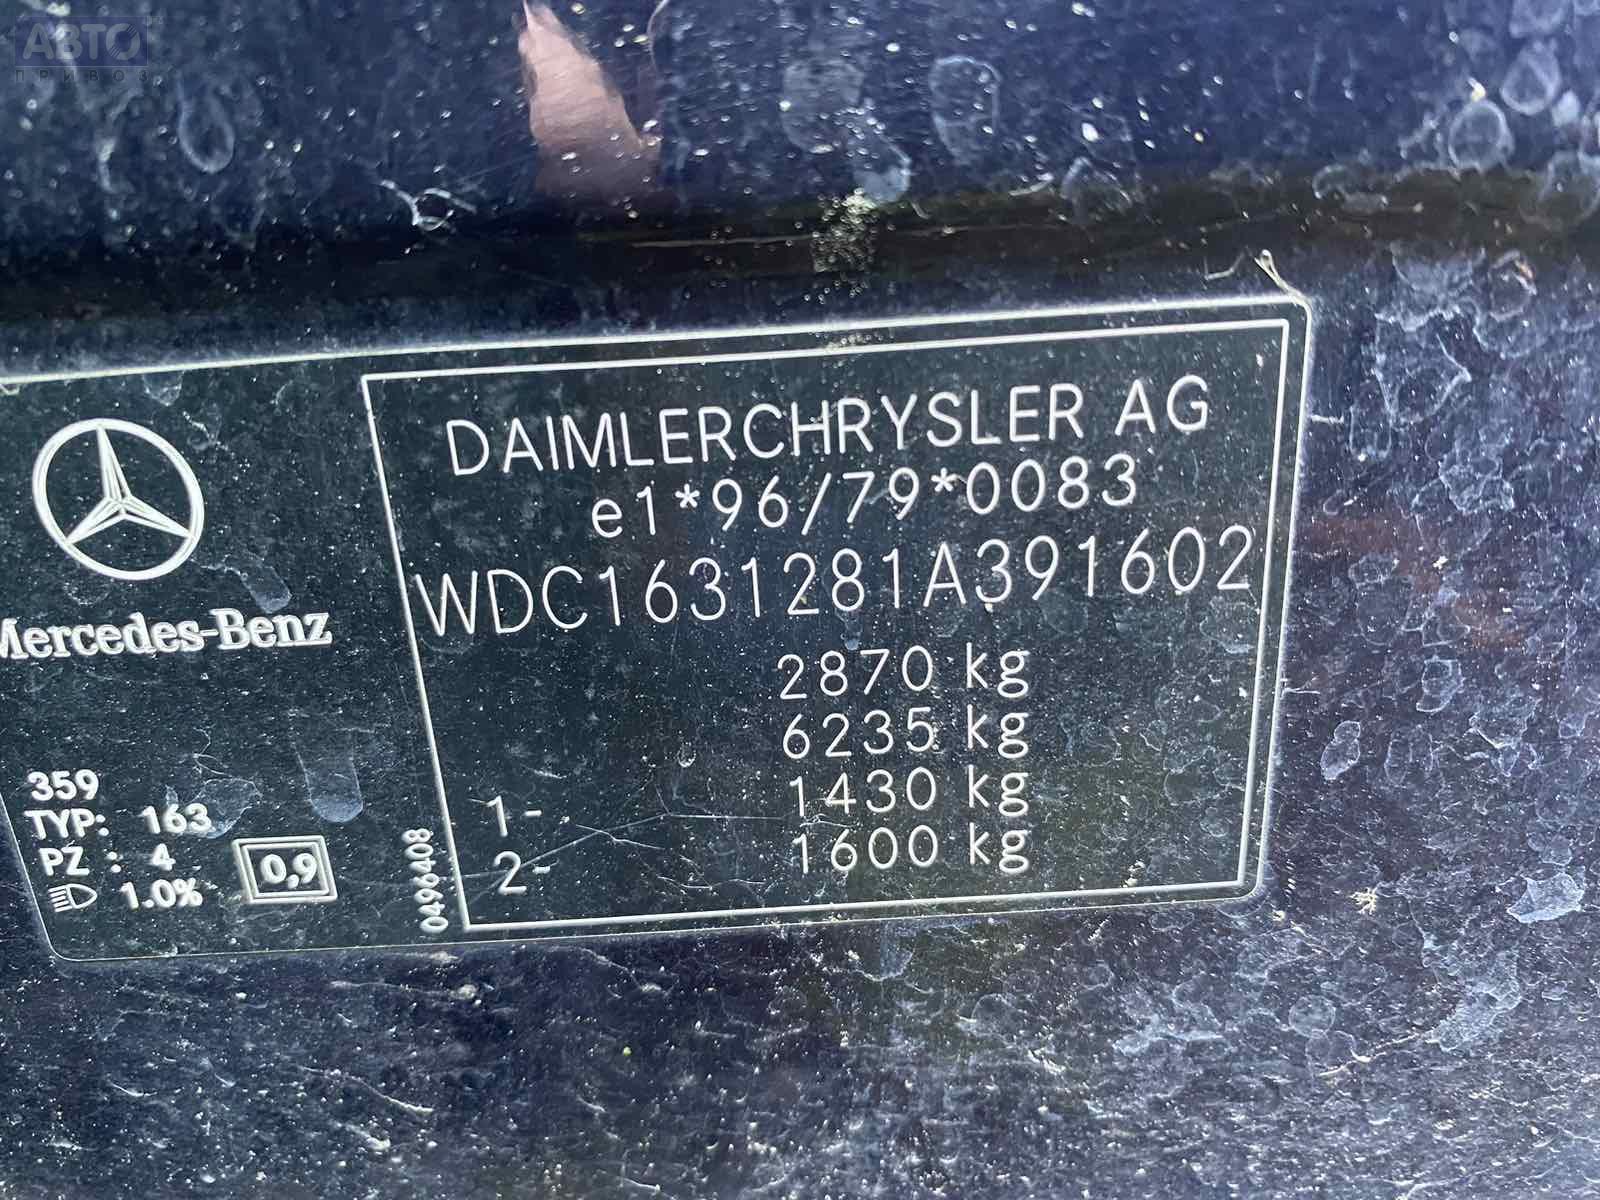 АВТО
ПРИВОЗ
DAIMLERCHRYSLER AG
e1*96/79*0083
WDC1631281A391602
2870 kg
6235 kg
1- 1430 kg
2- 1600 kg
Mercedes-Benz
359
TYP: 163
PZ : 4
1.0%
0,9
0496408